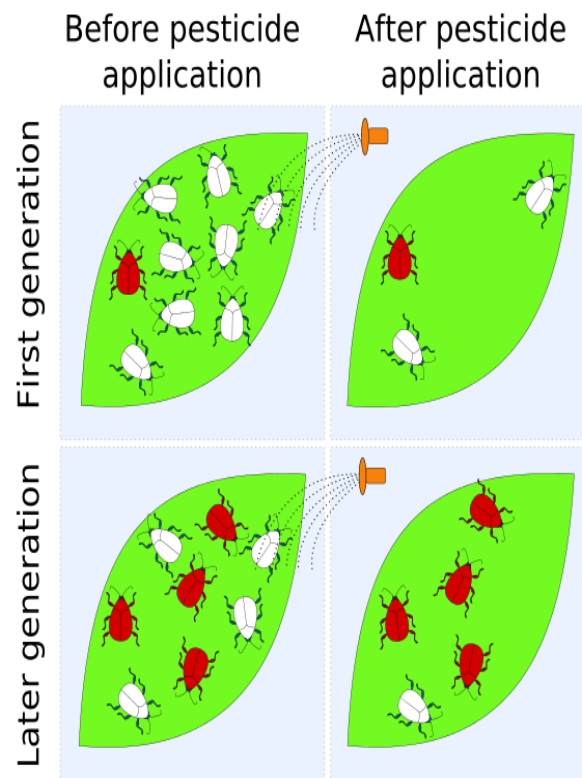 Before pesticide
application
After pesticide
application
First generation
Later generation